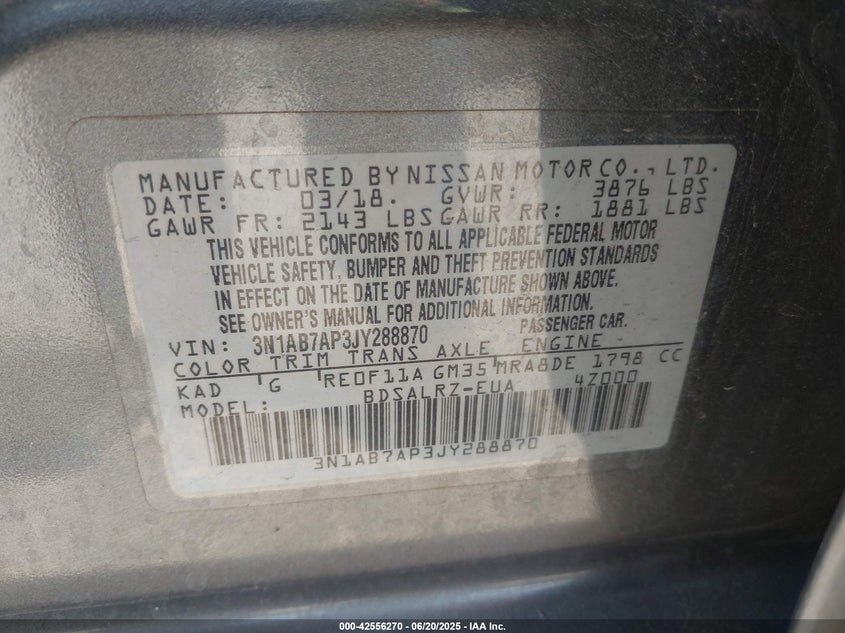 MANUFACTURED BY NISSAN MOTOR CO., LTD.
DATE: 03/18. GVWR: 3876 LBS
GAWR FR: 2143 LBS GAWR RR: 1881 LBS
THIS VEHICLE CONFORMS TO ALL APPLICABLE FEDERAL MOTOR
VEHICLE SAFETY, BUMPER AND THEFT PREVENTION STANDARDS
IN EFFECT ON THE DATE OF MANUFACTURE SHOWN ABOVE.
SEE OWNER'S MANUAL FOR ADDITIONAL INFORMATION.
VIN: 3N1AB7AP3JY288870 PASSENGER CAR.
COLOR TRIM TRANS AXLE ENGINE
KAD G RE0F11A GM35 MRA8DE 1798 CC
MODEL: BDSALRZ-EUA 4Z000
3N1AB7AP3JY288870
000-42556270 | 06/20/2025 - IAA Inc.